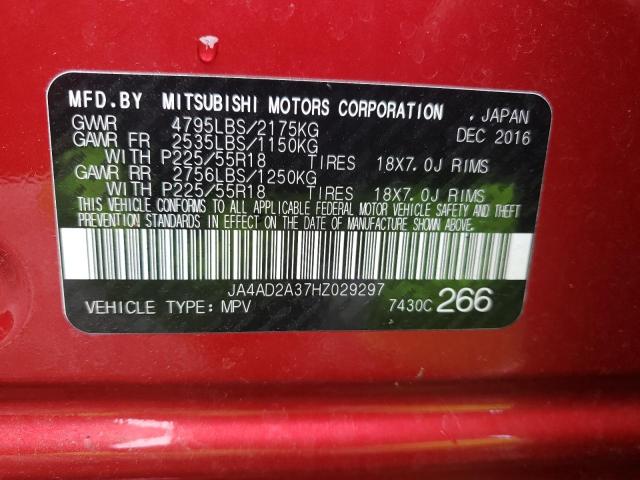 MFD.BY MITSUBISHI MOTORS CORPORATION , JAPAN
GVWR 4795LBS/2175KG DEC 2016
GAWR FR 2535LBS/1150KG
WITH P225/55R18 TIRES 18X7.0J RIMS
GAWR RR 2756LBS/1250KG
WITH P225/55R18 TIRES 18X7.0J RIMS
THIS VEHICLE CONFORMS TO ALL APPLICABLE FEDERAL MOTOR VEHICLE SAFETY AND THEFT
PREVENTION STANDARDS IN EFFECT ON THE DATE OF MANUFACTURE SHOWN ABOVE.
JA4AD2A37HZ029297
VEHICLE TYPE: MPV 7430C 266